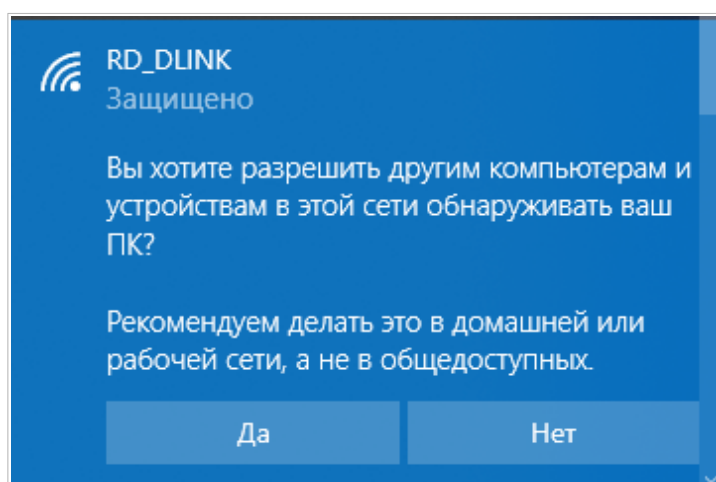 RD_DLINK
Защищено
Вы хотите разрешить другим компьютерам и
устройствам в этой сети обнаруживать ваш
ПК?
Рекомендуем делать это в домашней или
рабочей сети, а не в общедоступных.
Да Нет